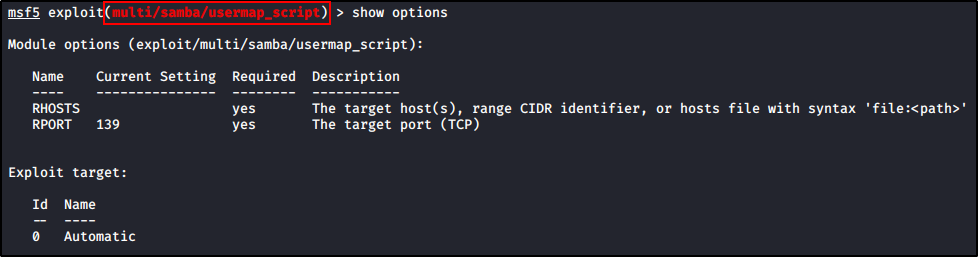 msf5 exploit(multi/samba/usermap_script) > show options
Module options (exploit/multi/samba/usermap_script):
Name Current Setting Required Description
---- --------------- -------- -----------
RHOSTS yes The target host(s), range CIDR identifier, or hosts file with syntax 'file:<path>'
RPORT 139 yes The target port (TCP)
Exploit target:
Id Name
-- ----
0 Automatic